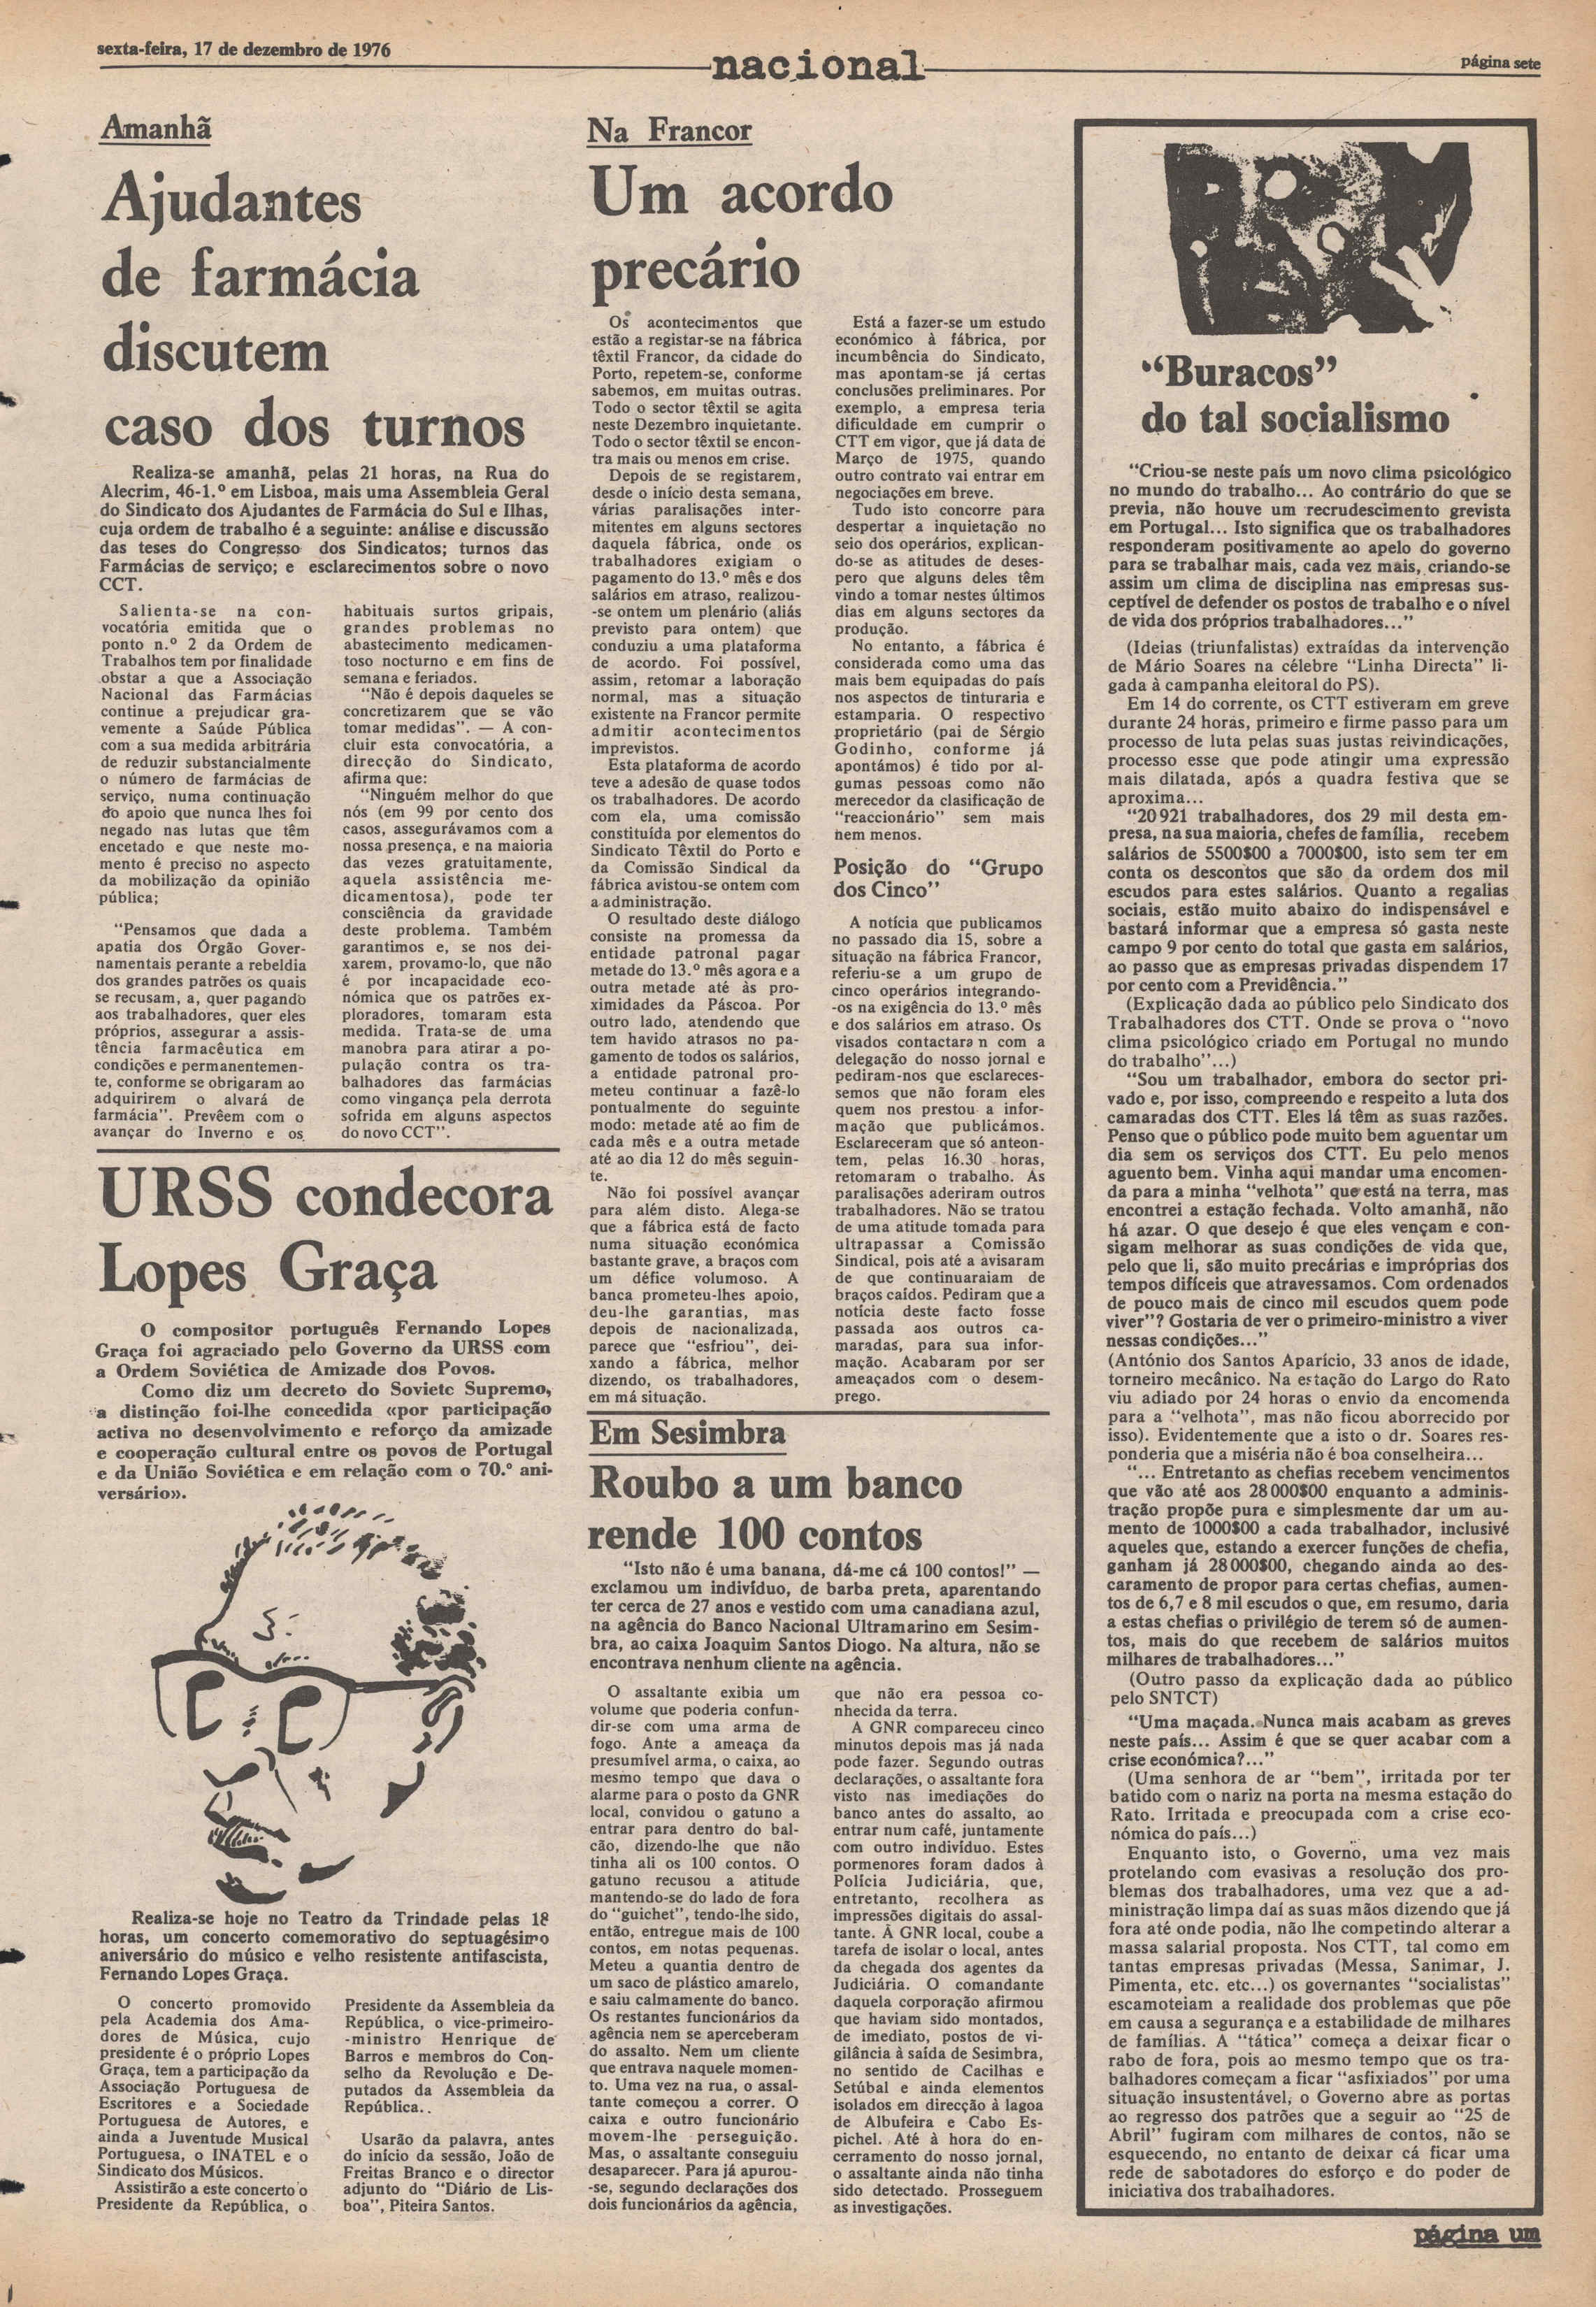 sexta-feira, 17 de dezembro de 1976
nacional
página sete
Amanhã
Ajudantes
de farmácia
discutem
caso dos turnos
Realiza-se amanhã, pelas 21 horas, na Rua do
Alecrim, 46-1.º em Lisboa, mais uma Assembleia Geral
do Sindicato dos Ajudantes de Farmácia do Sul e Ilhas,
cuja ordem de trabalho é a seguinte: análise e discussão
das teses do Congresso dos Sindicatos; turnos das
Farmácias de serviço; e esclarecimentos sobre o novo
CCT.
Salienta-se na con-
vocatória emitida que o
ponto n.º 2 da Ordem de
Trabalhos tem por finalidade
obstar a que a Associação
Nacional das Farmácias
continue a prejudicar gra-
vemente a Saúde Pública
com a sua medida arbitrária
de reduzir substancialmente
o número de farmácias de
serviço, numa continuação
do apoio que nunca lhes foi
negado nas lutas que têm
encetado e que neste mo-
mento é preciso no aspecto
da mobilização da opinião
pública;
"Pensamos que dada a
apatia dos Órgão Gover-
namentais perante a rebeldia
dos grandes patrões os quais
se recusam, a, quer pagando
aos trabalhadores, quer eles
próprios, assegurar a assis-
tência farmacêutica em
condições e permanentemen-
te, conforme se obrigaram ao
adquirirem o alvará de
farmácia". Prevêem com o
avançar do Inverno e os
habituais surtos gripais,
grandes problemas no
abastecimento medicamen-
toso nocturno e em fins de
semana e feriados.
"Não é depois daqueles se
concretizarem que se vão
tomar medidas". — A con-
cluir esta convocatória, a
direcção do Sindicato,
afirma que:
"Ninguém melhor do que
nós (em 99 por cento dos
casos, assegurávamos com a
nossa presença, e na maioria
das vezes gratuitamente,
aquela assistência me-
dicamentosa), pode ter
consciência da gravidade
deste problema. Também
garantimos e, se nos dei-
xarem, provamo-lo, que não
é por incapacidade eco-
nómica que os patrões ex-
ploradores, tomaram esta
medida. Trata-se de uma
manobra para atirar a po-
pulação contra os tra-
balhadores das farmácias
como vingança pela derrota
sofrida em alguns aspectos
do novo CCT".
URSS condecora
Lopes Graça
O compositor português Fernando Lopes
Graça foi agraciado pelo Governo da URSS com
a Ordem Soviética de Amizade dos Povos.
Como diz um decreto do Soviete Supremo,
a distinção foi-lhe concedida «por participação
activa no desenvolvimento e reforço da amizade
e cooperação cultural entre os povos de Portugal
e da União Soviética e em relação com o 70.º ani-
versário».
Realiza-se hoje no Teatro da Trindade pelas 18
horas, um concerto comemorativo do septuagésimo
aniversário do músico e velho resistente antifascista,
Fernando Lopes Graça.
O concerto promovido
pela Academia dos Ama-
dores de Música, cujo
presidente é o próprio Lopes
Graça, tem a participação da
Associação Portuguesa de
Escritores e a Sociedade
Portuguesa de Autores, e
ainda a Juventude Musical
Portuguesa, o INATEL e o
Sindicato dos Músicos.
Assistirão a este concerto o
Presidente da República, o
Presidente da Assembleia da
República, o vice-primeiro-
-ministro Henrique de
Barros e membros do Con-
selho da Revolução e De-
putados da Assembleia da
República..
Usarão da palavra, antes
do início da sessão, João de
Freitas Branco e o director
adjunto do "Diário de Lis-
boa", Piteira Santos.
Na Francor
Um acordo
precário
Os acontecimentos que
estão a registar-se na fábrica
têxtil Francor, da cidade do
Porto, repetem-se, conforme
sabemos, em muitas outras.
Todo o sector têxtil se agita
neste Dezembro inquietante.
Todo o sector têxtil se encon-
tra mais ou menos em crise.
Depois de se registarem,
desde o início desta semana,
várias paralisações inter-
mitentes em alguns sectores
daquela fábrica, onde os
trabalhadores exigiam o
pagamento do 13.º mês e dos
salários em atraso, realizou-
-se ontem um plenário (aliás
previsto para ontem) que
conduziu a uma plataforma
de acordo. Foi possível,
assim, retomar a laboração
normal, mas a situação
existente na Francor permite
admitir acontecimentos
imprevistos.
Esta plataforma de acordo
teve a adesão de quase todos
os trabalhadores. De acordo
com ela, uma comissão
constituída por elementos do
Sindicato Têxtil do Porto e
da Comissão Sindical da
fábrica avistou-se ontem com
a administração.
O resultado deste diálogo
consiste na promessa da
entidade patronal pagar
metade do 13.º mês agora e a
outra metade até às pro-
ximidades da Páscoa. Por
outro lado, atendendo que
tem havido atrasos no pa-
gamento de todos os salários,
a entidade patronal pro-
meteu continuar a fazê-lo
pontualmente do seguinte
modo: metade até ao fim de
cada mês e a outra metade
até ao dia 12 do mês seguin-
te.
Não foi possível avançar
para além disto. Alega-se
que a fábrica está de facto
numa situação económica
bastante grave, a braços com
um défice volumoso. A
banca prometeu-lhes apoio,
deu-lhe garantias, mas
depois de nacionalizada,
parece que "esfriou", dei-
xando a fábrica, melhor
dizendo, os trabalhadores,
em má situação.
Está a fazer-se um estudo
económico à fábrica, por
incumbência do Sindicato,
mas apontam-se já certas
conclusões preliminares. Por
exemplo, a empresa teria
dificuldade em cumprir o
CTT em vigor, que já data de
Março de 1975, quando
outro contrato vai entrar em
negociações em breve.
Tudo isto concorre para
despertar a inquietação no
seio dos operários, explican-
do-se as atitudes de deses-
pero que alguns deles têm
vindo a tomar nestes últimos
dias em alguns sectores da
produção.
No entanto, a fábrica é
considerada como uma das
mais bem equipadas do país
nos aspectos de tinturaria e
estamparia. O respectivo
proprietário (pai de Sérgio
Godinho, conforme já
apontámos) é tido por al-
gumas pessoas como não
merecedor da clasificação de
"reaccionário" sem mais
nem menos.
Posição do "Grupo
dos Cinco"
A notícia que publicamos
no passado dia 15, sobre a
situação na fábrica Francor,
referiu-se a um grupo de
cinco operários integrando-
-os na exigência do 13.º mês
e dos salários em atraso. Os
visados contactaram com a
delegação do nosso jornal e
pediram-nos que esclareces-
semos que não foram eles
quem nos prestou a infor-
mação que publicámos.
Esclareceram que só anteon-
tem, pelas 16.30 horas,
retomaram o trabalho. Às
paralisações aderiram outros
trabalhadores. Não se tratou
de uma atitude tomada para
ultrapassar a Comissão
Sindical, pois até a avisaram
de que continuaraiam de
braços caídos. Pediram que a
notícia deste facto fosse
passada aos outros ca-
maradas, para sua infor-
mação. Acabaram por ser
ameaçados com o desem-
prego.
Em Sesimbra
Roubo a um banco
rende 100 contos
"Isto não é uma banana, dá-me cá 100 contos!" —
exclamou um indivíduo, de barba preta, aparentando
ter cerca de 27 anos e vestido com uma canadiana azul,
na agência do Banco Nacional Ultramarino em Sesim-
bra, ao caixa Joaquim Santos Diogo. Na altura, não se
encontrava nenhum cliente na agência.
O assaltante exibia um
volume que poderia confun-
dir-se com uma arma de
fogo. Ante a ameaça da
presumível arma, o caixa, ao
mesmo tempo que dava o
alarme para o posto da GNR
local, convidou o gatuno a
entrar para dentro do bal-
cão, dizendo-lhe que não
tinha ali os 100 contos. O
gatuno recusou a atitude
mantendo-se do lado de fora
do "guichet", tendo-lhe sido,
então, entregue mais de 100
contos, em notas pequenas.
Meteu a quantia dentro de
um saco de plástico amarelo,
e saiu calmamente do banco.
Os restantes funcionários da
agência nem se aperceberam
do assalto. Nem um cliente
que entrava naquele momen-
to. Uma vez na rua, o assal-
tante começou a correr. O
caixa e outro funcionário
movem-lhe perseguição.
Mas, o assaltante conseguiu
desaparecer. Para já apurou-
-se, segundo declarações dos
dois funcionários da agência,
que não era pessoa co-
nhecida da terra.
A GNR compareceu cinco
minutos depois mas já nada
pode fazer. Segundo outras
declarações, o assaltante fora
visto nas imediações do
banco antes do assalto, ao
entrar num café, juntamente
com outro indivíduo. Estes
pormenores foram dados à
Polícia Judiciária, que,
entretanto, recolhera as
impressões digitais do assal-
tante. À GNR local, coube a
tarefa de isolar o local, antes
da chegada dos agentes da
Judiciária. O comandante
daquela corporação afirmou
que haviam sido montados,
de imediato, postos de vi-
gilância à saída de Sesimbra,
no sentido de Cacilhas e
Setúbal e ainda elementos
isolados em direcção à lagoa
de Albufeira e Cabo Es-
pichel. Até à hora do en-
cerramento do nosso jornal,
o assaltante ainda não tinha
sido detectado. Prosseguem
as investigações.
"Buracos"
do tal socialismo
"Criou-se neste país um novo clima psicológico
no mundo do trabalho... Ao contrário do que se
previa, não houve um recrudescimento grevista
em Portugal... Isto significa que os trabalhadores
responderam positivamente ao apelo do governo
para se trabalhar mais, cada vez mais, criando-se
assim um clima de disciplina nas empresas sus-
ceptível de defender os postos de trabalho e o nível
de vida dos próprios trabalhadores..."
(Ideias (triunfalistas) extraídas da intervenção
de Mário Soares na célebre "Linha Directa" li-
gada à campanha eleitoral do PS).
Em 14 do corrente, os CTT estiveram em greve
durante 24 horas, primeiro e firme passo para um
processo de luta pelas suas justas reivindicações,
processo esse que pode atingir uma expressão
mais dilatada, após a quadra festiva que se
aproxima...
"20 921 trabalhadores, dos 29 mil desta em-
presa, na sua maioria, chefes de família, recebem
salários de 5500$00 a 7000$00, isto sem ter em
conta os descontos que são da ordem dos mil
escudos para estes salários. Quanto a regalias
sociais, estão muito abaixo do indispensável e
bastará informar que a empresa só gasta neste
campo 9 por cento do total que gasta em salários,
ao passo que as empresas privadas dispendem 17
por cento com a Previdência."
(Explicação dada ao público pelo Sindicato dos
Trabalhadores dos CTT. Onde se prova o "novo
clima psicológico criado em Portugal no mundo
do trabalho"...)
"Sou um trabalhador, embora do sector pri-
vado e, por isso, compreendo e respeito a luta dos
camaradas dos CTT. Eles lá têm as suas razões.
Penso que o público pode muito bem aguentar um
dia sem os serviços dos CTT. Eu pelo menos
aguento bem. Vinha aqui mandar uma encomen-
da para a minha "velhota" que está na terra, mas
encontrei a estação fechada. Volto amanhã, não
há azar. O que desejo é que eles vençam e con-
sigam melhorar as suas condições de vida que,
pelo que li, são muito precárias e impróprias dos
tempos difíceis que atravessamos. Com ordenados
de pouco mais de cinco mil escudos quem pode
viver"? Gostaria de ver o primeiro-ministro a viver
nessas condições..."
(António dos Santos Aparício, 33 anos de idade,
torneiro mecânico. Na estação do Largo do Rato
viu adiado por 24 horas o envio da encomenda
para a "velhota", mas não ficou aborrecido por
isso). Evidentemente que a isto o dr. Soares res-
ponderia que a miséria não é boa conselheira...
"... Entretanto as chefias recebem vencimentos
que vão até aos 28 000$00 enquanto a adminis-
tração propõe pura e simplesmente dar um au-
mento de 1000$00 a cada trabalhador, inclusivé
aqueles que, estando a exercer funções de chefia,
ganham já 28 000$00, chegando ainda ao des-
caramento de propor para certas chefias, aumen-
tos de 6,7 e 8 mil escudos o que, em resumo, daria
a estas chefias o privilégio de terem só de aumen-
tos, mais do que recebem de salários muitos
milhares de trabalhadores..."
(Outro passo da explicação dada ao público
pelo SNTCT)
"Uma maçada. Nunca mais acabam as greves
neste país... Assim é que se quer acabar com a
crise económica?..."
(Uma senhora de ar "bem", irritada por ter
batido com o nariz na porta na mesma estação do
Rato. Irritada e preocupada com a crise eco-
nómica do país...)
Enquanto isto, o Governo, uma vez mais
protelando com evasivas a resolução dos pro-
blemas dos trabalhadores, uma vez que a ad-
ministração limpa daí as suas mãos dizendo que já
fora até onde podia, não lhe competindo alterar a
massa salarial proposta. Nos CTT, tal como em
tantas empresas privadas (Messa, Sanimar, J.
Pimenta, etc. etc...) os governantes "socialistas"
escamoteiam a realidade dos problemas que põe
em causa a segurança e a estabilidade de milhares
de famílias. A "tática" começa a deixar ficar o
rabo de fora, pois ao mesmo tempo que os tra-
balhadores começam a ficar "asfixiados" por uma
situação insustentável, o Governo abre as portas
ao regresso dos patrões que a seguir ao "25 de
Abril" fugiram com milhares de contos, não se
esquecendo, no entanto de deixar cá ficar uma
rede de sabotadores do esforço e do poder de
iniciativa dos trabalhadores.
página um